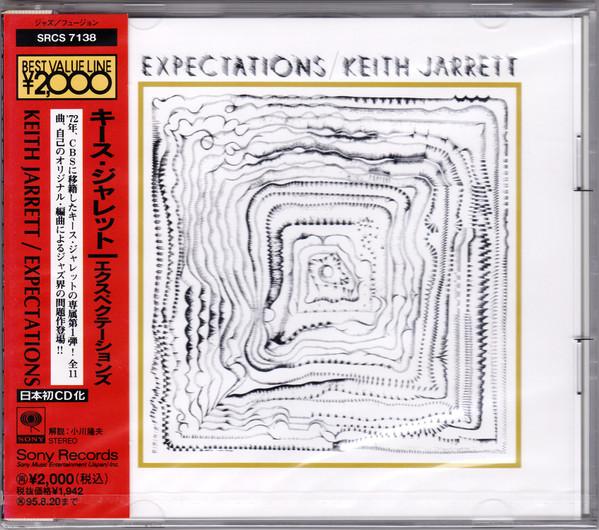 ジャズ／フュージョン
SRCS 7138
BEST VALUE LINE
¥2,000
KEITH JARRETT / EXPECTATIONS
キース・ジャレット
エクスペクテーションズ
'72年、CBSに移籍したキース・ジャレットの専属第1弾！全11
曲、自己のオリジナル・編曲によるジャズ界の問題作登場!!
日本初CD化
SONY
解説：小川隆夫
STEREO
Sony Records
Sony Music Entertainment (Japan) Inc.
¥2,000(税込)
税抜価格¥1,942
95.8.20まで
EXPECTATIONS/KEITH JARRETT